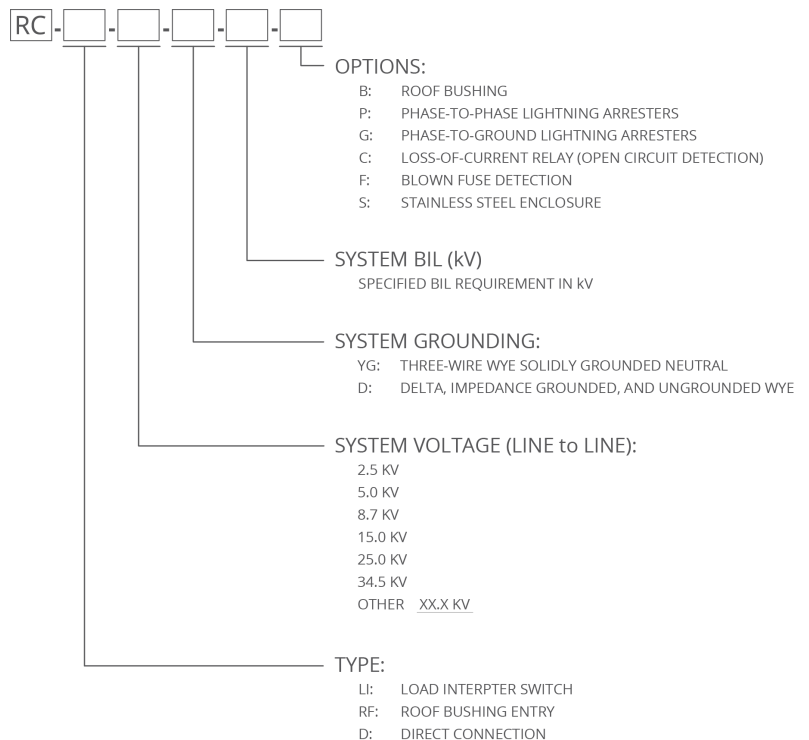 RC - - - - -
OPTIONS:
B: ROOF BUSHING
P: PHASE-TO-PHASE LIGHTNING ARRESTERS
G: PHASE-TO-GROUND LIGHTNING ARRESTERS
C: LOSS-OF-CURRENT RELAY (OPEN CIRCUIT DETECTION)
F: BLOWN FUSE DETECTION
S: STAINLESS STEEL ENCLOSURE
SYSTEM BIL (kV)
SPECIFIED BIL REQUIREMENT IN kV
SYSTEM GROUNDING:
YG: THREE-WIRE WYE SOLIDLY GROUNDED NEUTRAL
D: DELTA, IMPEDANCE GROUNDED, AND UNGROUNDED WYE
SYSTEM VOLTAGE (LINE to LINE):
2.5 KV
5.0 KV
8.7 KV
15.0 KV
25.0 KV
34.5 KV
OTHER XX.X KV
TYPE:
LI: LOAD INTERPTER SWITCH
RF: ROOF BUSHING ENTRY
D: DIRECT CONNECTION